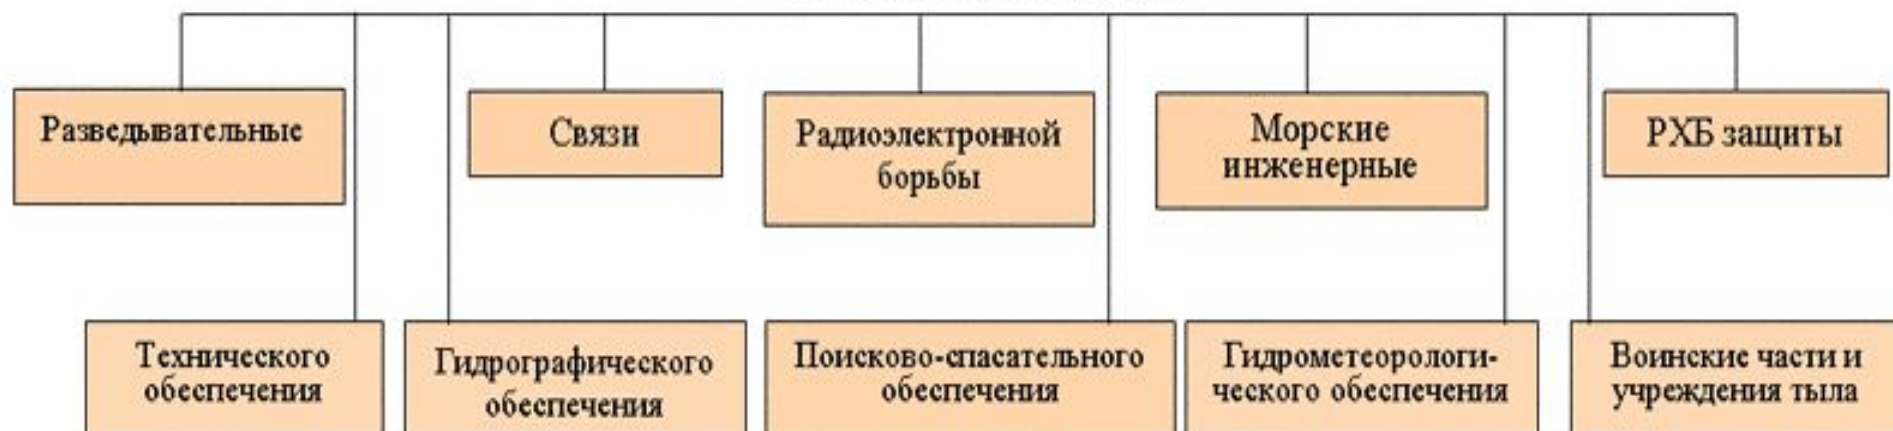 Разведывательные
Связи
Радиоэлектронной
борьбы
Морские
инженерные
РХБ защиты
Технического
обеспечения
Гидрографического
обеспечения
Поисково-спасательного
обеспечения
Гидрометеорологи-
ческого обеспечения
Воинские части и
учреждения тыла